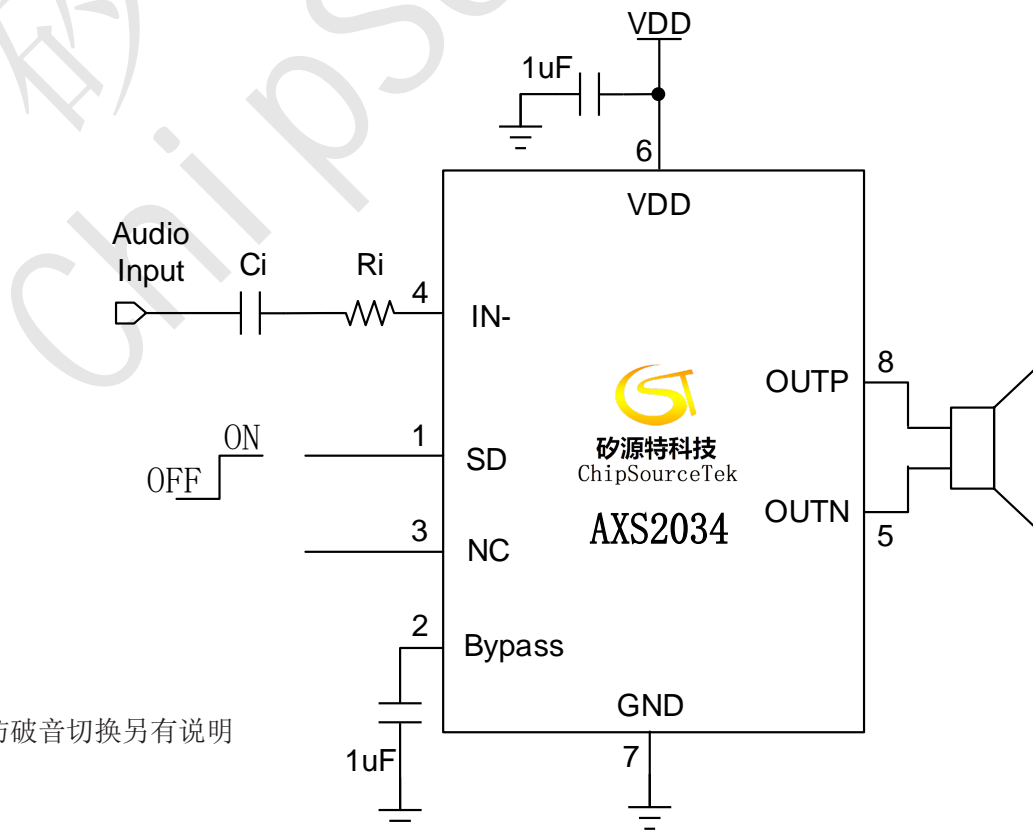 VDD
1uF
6
VDD
Audio
Input
Ci
Ri
4
IN-
8
OUTP
矽源特科技
ChipSourceTek
AXS2034
ON
OFF
1
SD
OUTN
5
3
NC
2
Bypass
GND
防破音切换另有说明
1uF
7
ChipSo